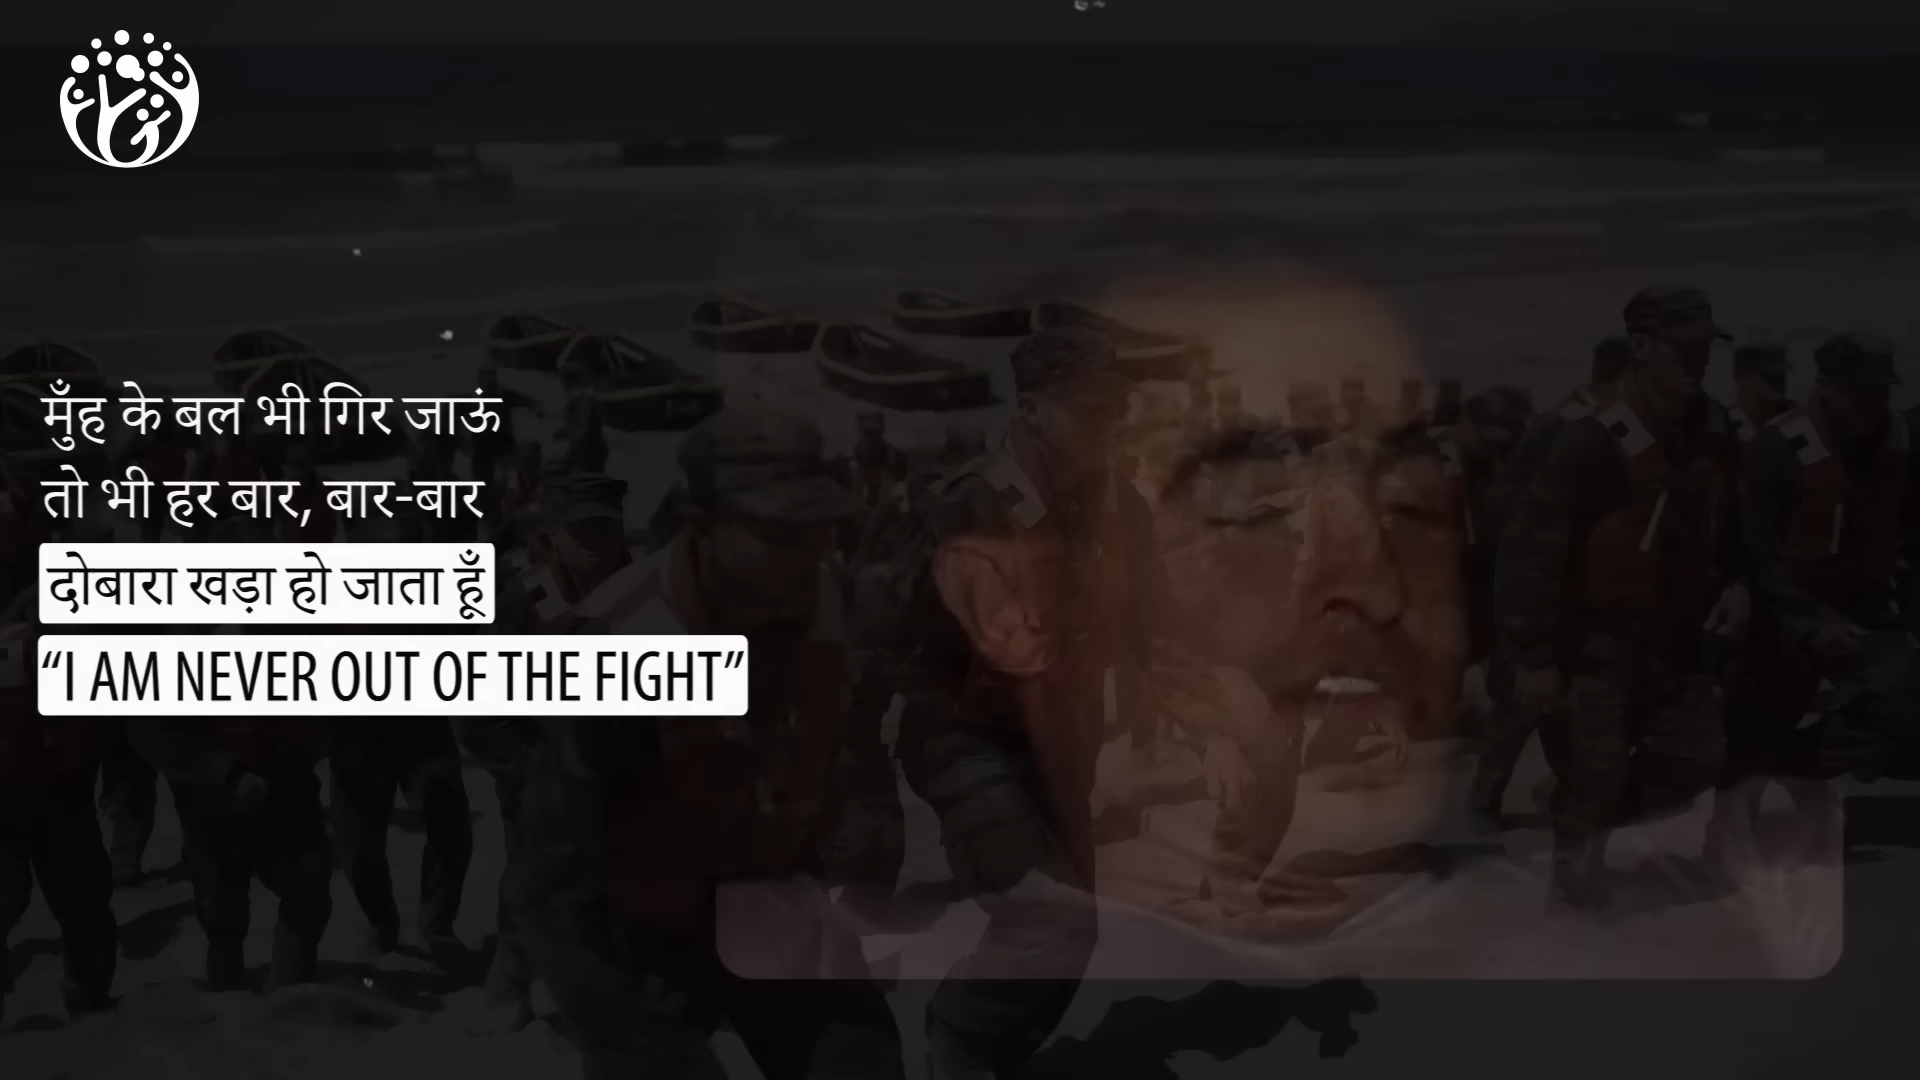 मुँह के बल भी गिर जाऊं
तो भी हर बार, बार-बार
दोबारा खड़ा हो जाता हूँ
“I AM NEVER OUT OF THE FIGHT”